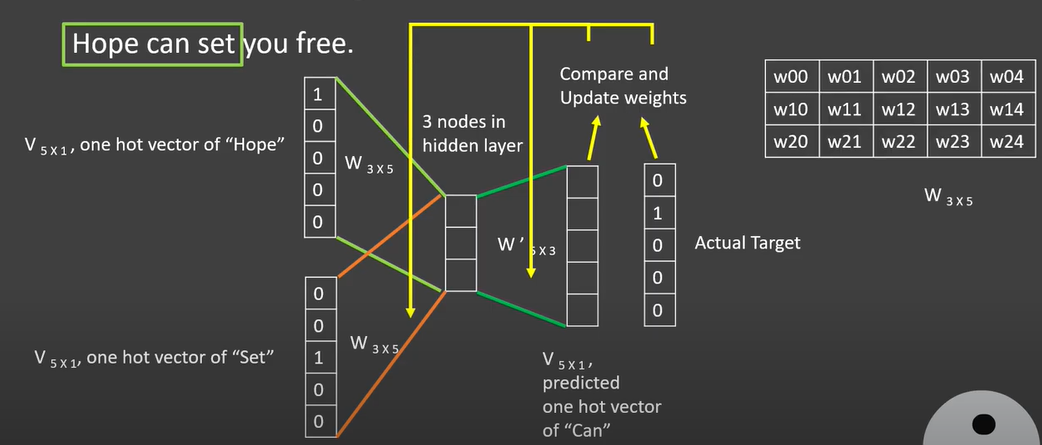 Hope can set you free.
V 5 X 1, one hot vector of “Hope”
1
0
0
0
0
W 3 X 5
3 nodes in
hidden layer
Compare and
Update weights
w00 w01 w02 w03 w04
w10 w11 w12 w13 w14
w20 w21 w22 w23 w24
W 3 X 5
W ’ 5 X 3
0
1
0
0
0
Actual Target
V 5 X 1, one hot vector of “Set”
0
0
1
0
0
W 3 X 5
V 5 X 1,
predicted
one hot vector
of “Can”